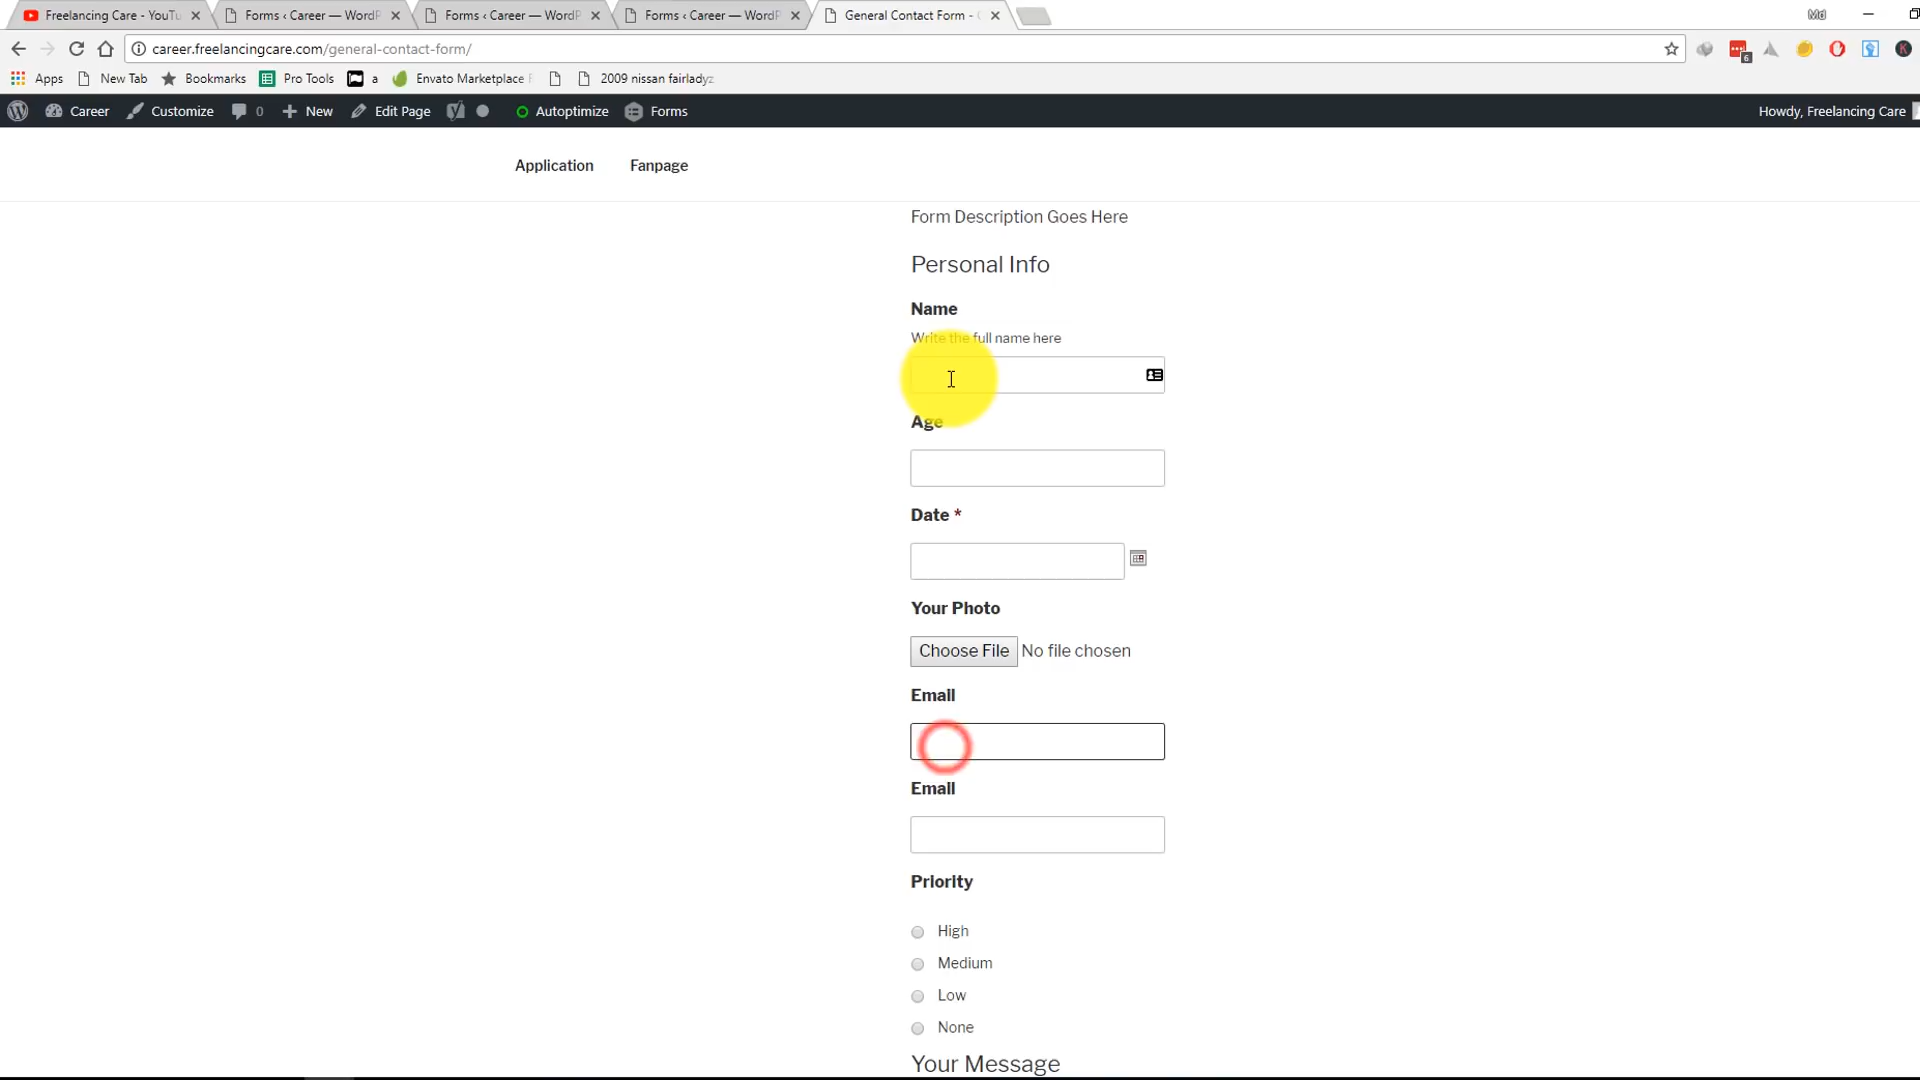 Freelancing Care - YouTu
Forms ‹ Career — WordP
Forms ‹ Career — WordP
Forms ‹ Career — WordP
General Contact Form -
Md
career.freelancingcare.com/general-contact-form/
6
K
Apps
New Tab
Bookmarks
Pro Tools
a
Envato Marketplace
2009 nissan fairladyz
Career
Customize
0
New
Edit Page
Autoptimize
Forms
Howdy, Freelancing Care
Application
Fanpage
Form Description Goes Here
Personal Info
Name
Write the full name here
Age
Date *
Your Photo
Choose File
No file chosen
Email
Email
Priority
High
Medium
Low
None
Your Message